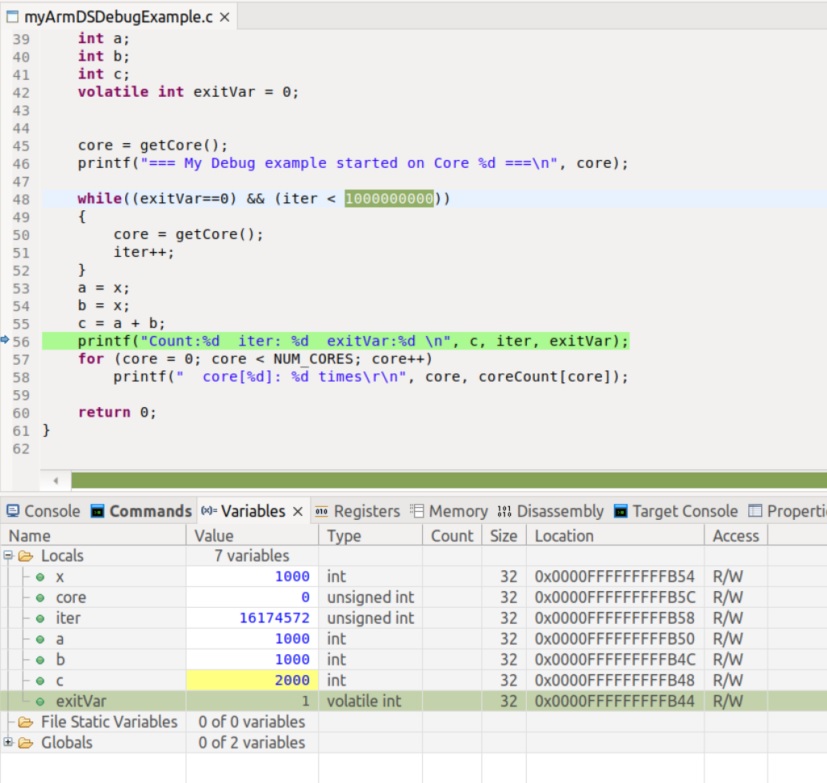 myArmDSDebugExample.c ×
39 int a;
40 int b;
41 int c;
42 volatile int exitVar = 0;
43
44
45 core = getCore();
46 printf("=== My Debug example started on Core %d ===\n", core);
47
48 while((exitVar==0) && (iter < 1000000000))
49 {
50 core = getCore();
51 iter++;
52 }
53 a = x;
54 b = x;
55 c = a + b;
56 printf("Count:%d  iter: %d  exitVar:%d \n", c, iter, exitVar);
57 for (core = 0; core < NUM_CORES; core++)
58 printf("  core[%d]: %d times\r\n", core, coreCount[core]);
59
60 return 0;
61 }
62
Console Commands (x)= Variables × Registers Memory Disassembly Target Console Properti
Name Value Type Count Size Location Access
Locals 7 variables
x 1000 int 32 0x0000FFFFFFFFFB54 R/W
core 0 unsigned int 32 0x0000FFFFFFFFFB5C R/W
iter 16174572 unsigned int 32 0x0000FFFFFFFFFB58 R/W
a 1000 int 32 0x0000FFFFFFFFFB50 R/W
b 1000 int 32 0x0000FFFFFFFFFB4C R/W
c 2000 int 32 0x0000FFFFFFFFFB48 R/W
exitVar 1 volatile int 32 0x0000FFFFFFFFFB44 R/W
File Static Variables 0 of 0 variables
Globals 0 of 2 variables